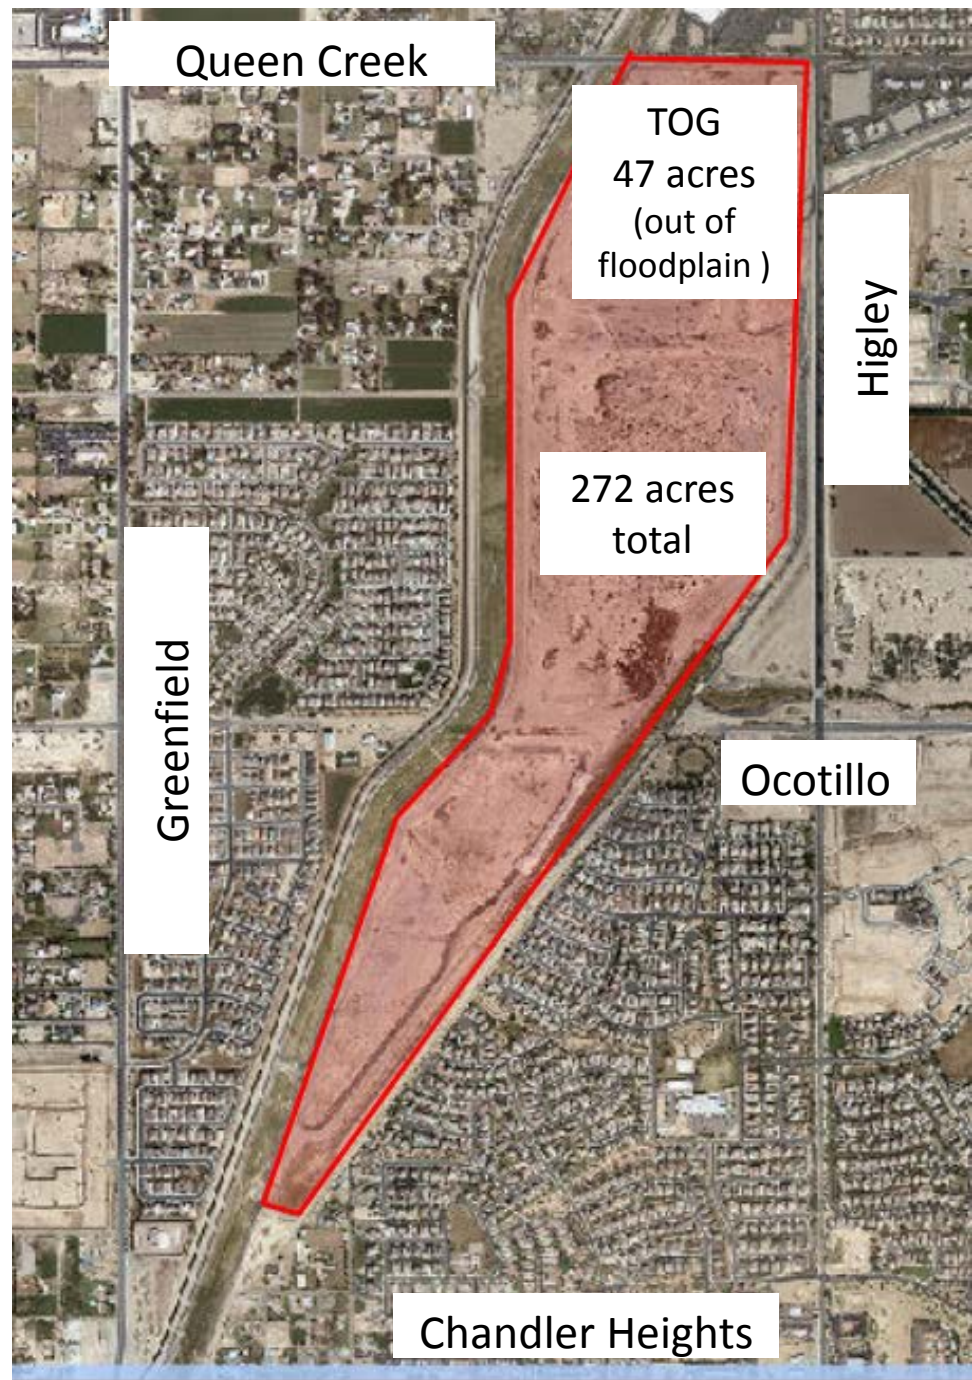 Queen Creek
TOG
47 acres
(out of
floodplain )
Higley
272 acres
total
Greenfield
Ocotillo
Chandler Heights